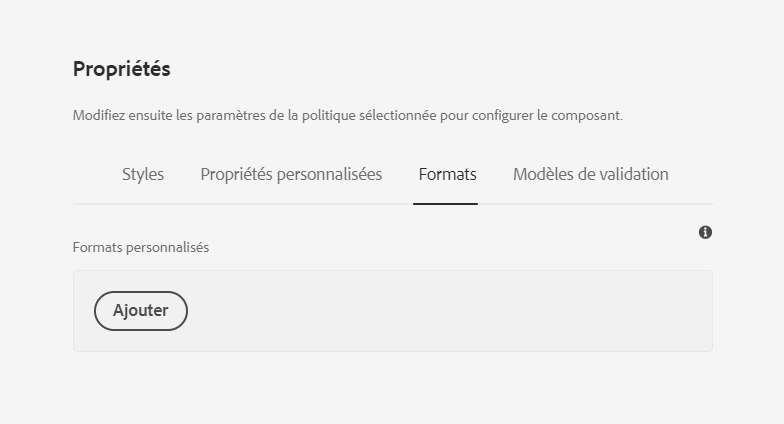 Propriétés
Modifiez ensuite les paramètres de la politique sélectionnée pour configurer le composant.
Styles Propriétés personnalisées Formats Modèles de validation
Formats personnalisés
Ajouter